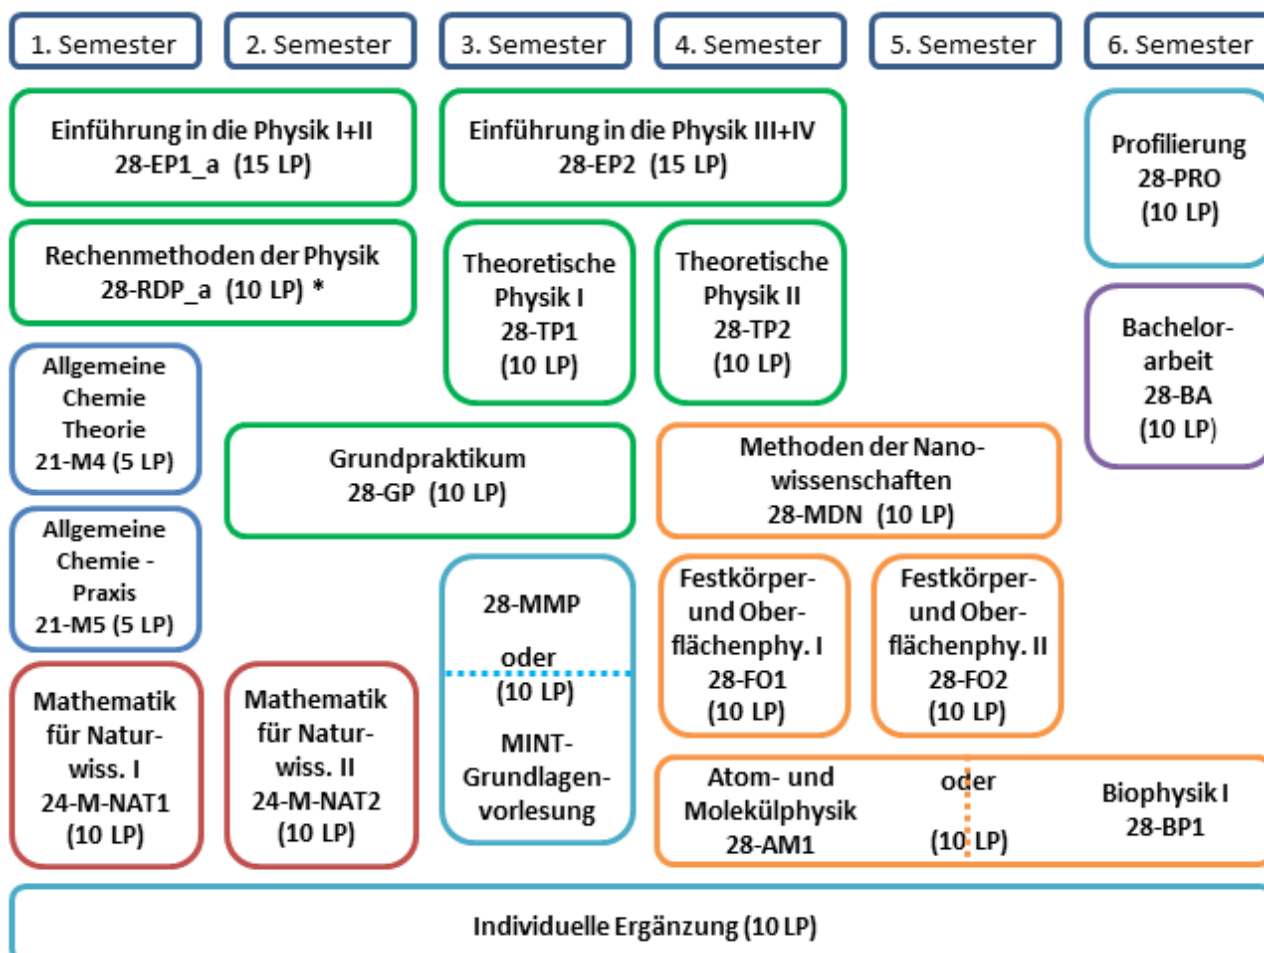 1. Semester
2. Semester
3. Semester
4. Semester
5. Semester
6. Semester
Einführung in die Physik I+II
28-EP1_a (15 LP)
Einführung in die Physik III+IV
28-EP2 (15 LP)
Profilierung
28-PRO
(10 LP)
Rechenmethoden der Physik
28-RDP_a (10 LP) *
Theoretische
Physik I
28-TP1
(10 LP)
Theoretische
Physik II
28-TP2
(10 LP)
Bachelor-
arbeit
28-BA
(10 LP)
Allgemeine
Chemie
Theorie
21-M4 (5 LP)
Grundpraktikum
28-GP (10 LP)
Methoden der Nano-
wissenschaften
28-MDN (10 LP)
Allgemeine
Chemie -
Praxis
21-M5 (5 LP)
28-MMP
oder
(10 LP)
MINT-
Grundlagen-
vorlesung
Festkörper-
und Ober-
flächenphy. I
28-FO1
(10 LP)
Festkörper-
und Ober-
flächenphy. II
28-FO2
(10 LP)
Mathematik
für Natur-
wiss. I
24-M-NAT1
(10 LP)
Mathematik
für Natur-
wiss. II
24-M-NAT2
(10 LP)
Atom- und
Molekülphysik
28-AM1
oder
(10 LP)
Biophysik I
28-BP1
Individuelle Ergänzung (10 LP)